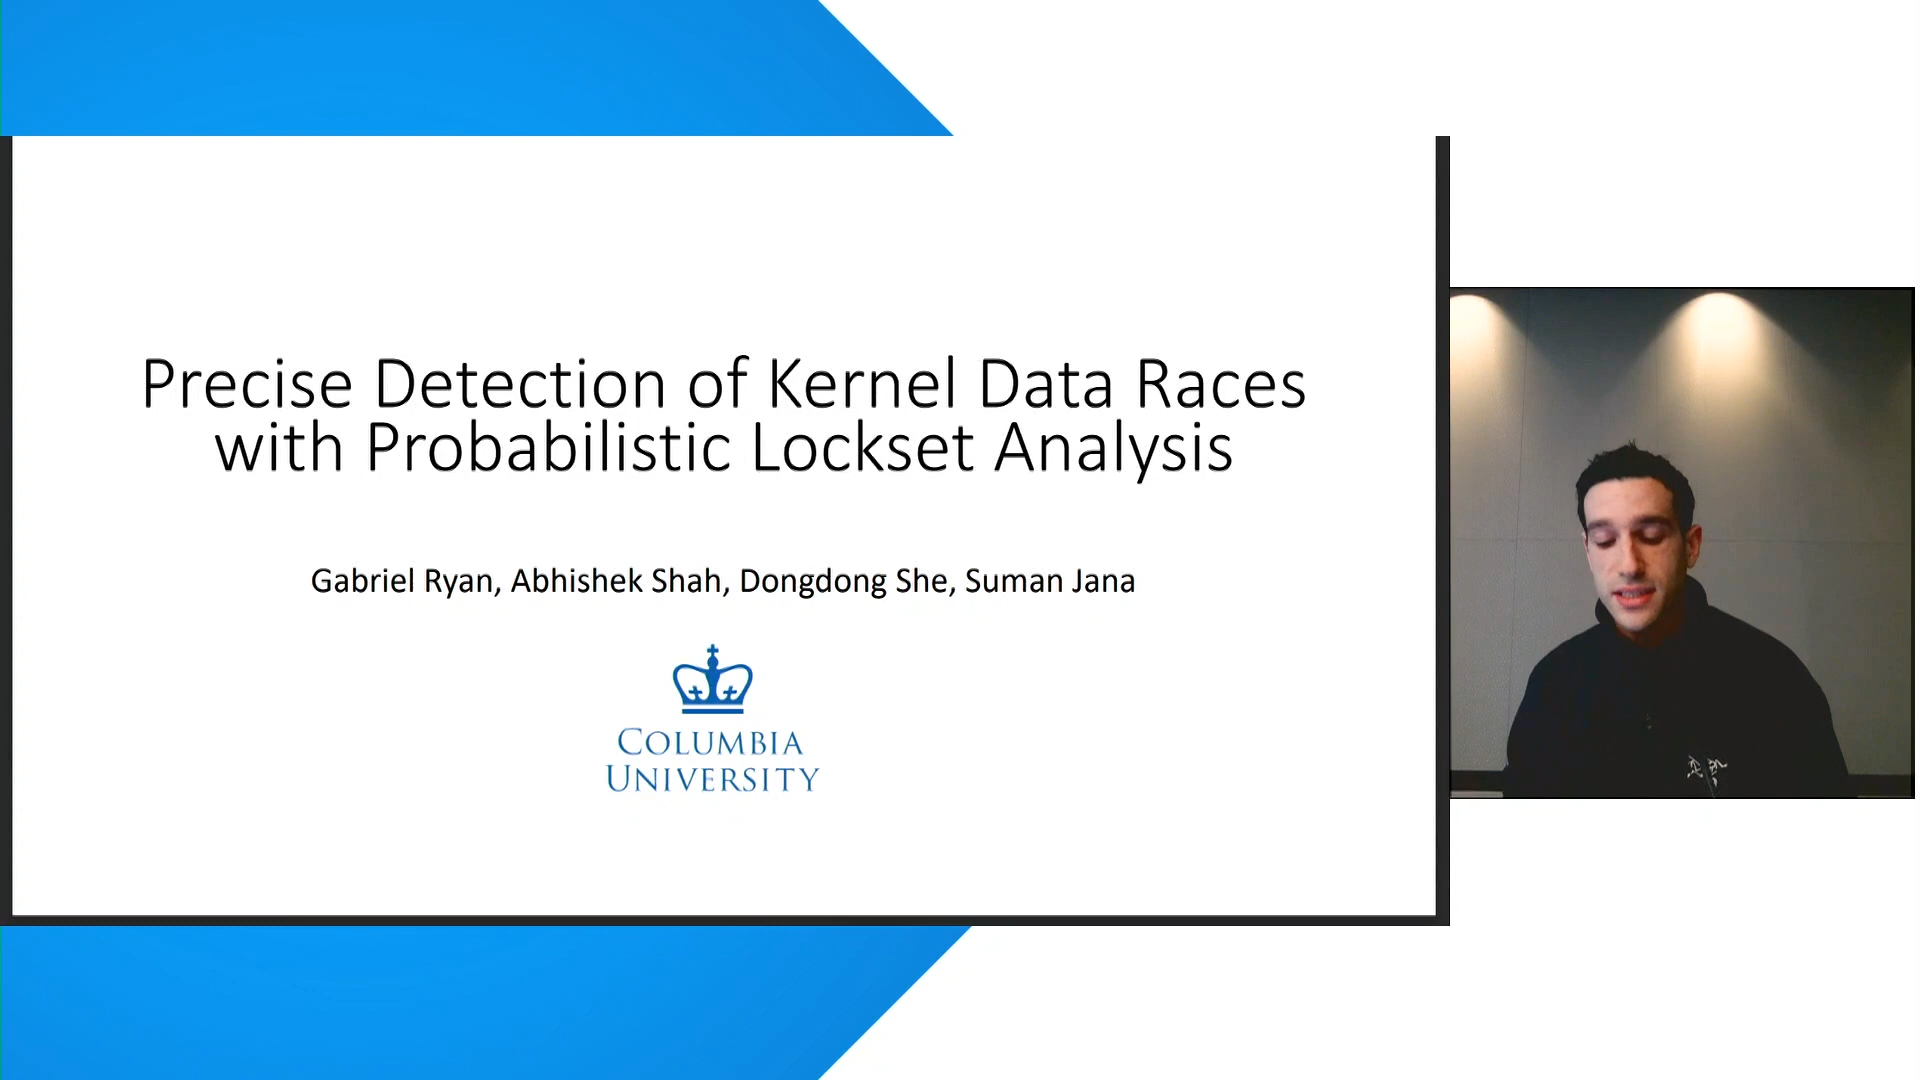 Precise Detection of Kernel Data Races
with Probabilistic Lockset Analysis
Gabriel Ryan, Abhishek Shah, Dongdong She, Suman Jana
COLUMBIA
UNIVERSITY